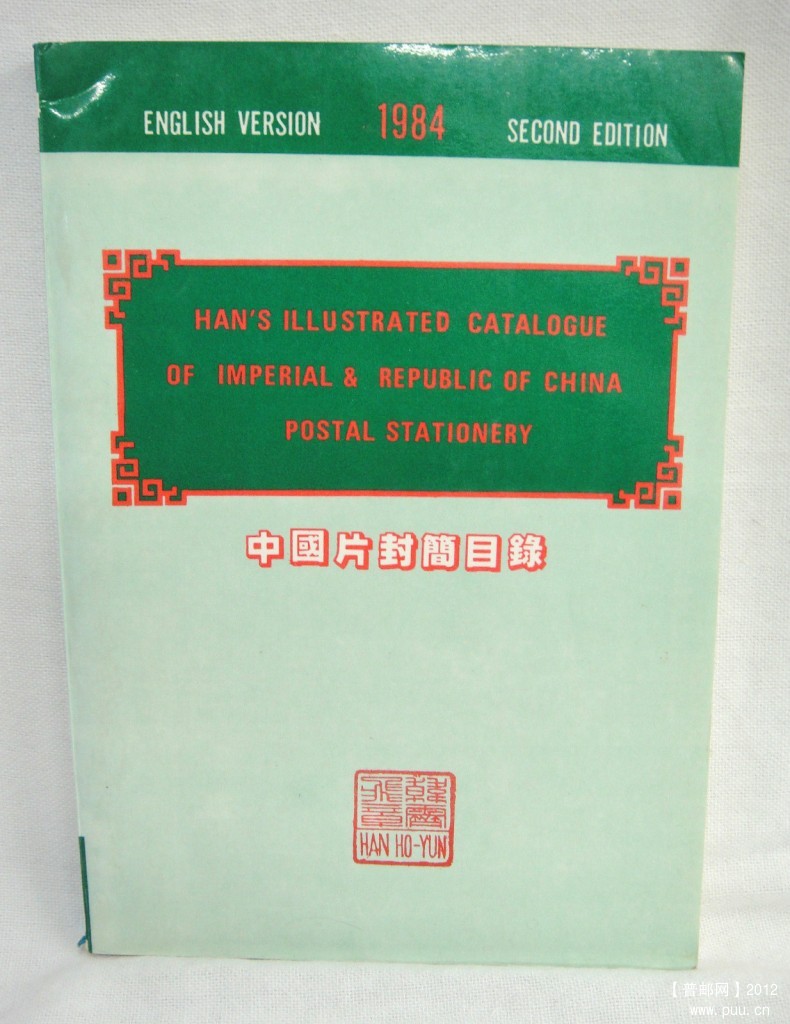 ENGLISH VERSION 1984 SECOND EDITION
HAN'S ILLUSTRATED CATALOGUE
OF IMPERIAL & REPUBLIC OF CHINA
POSTAL STATIONERY
中國片封簡目錄
HAN HO-YUN
【普邮网】2012
www.puu.cn